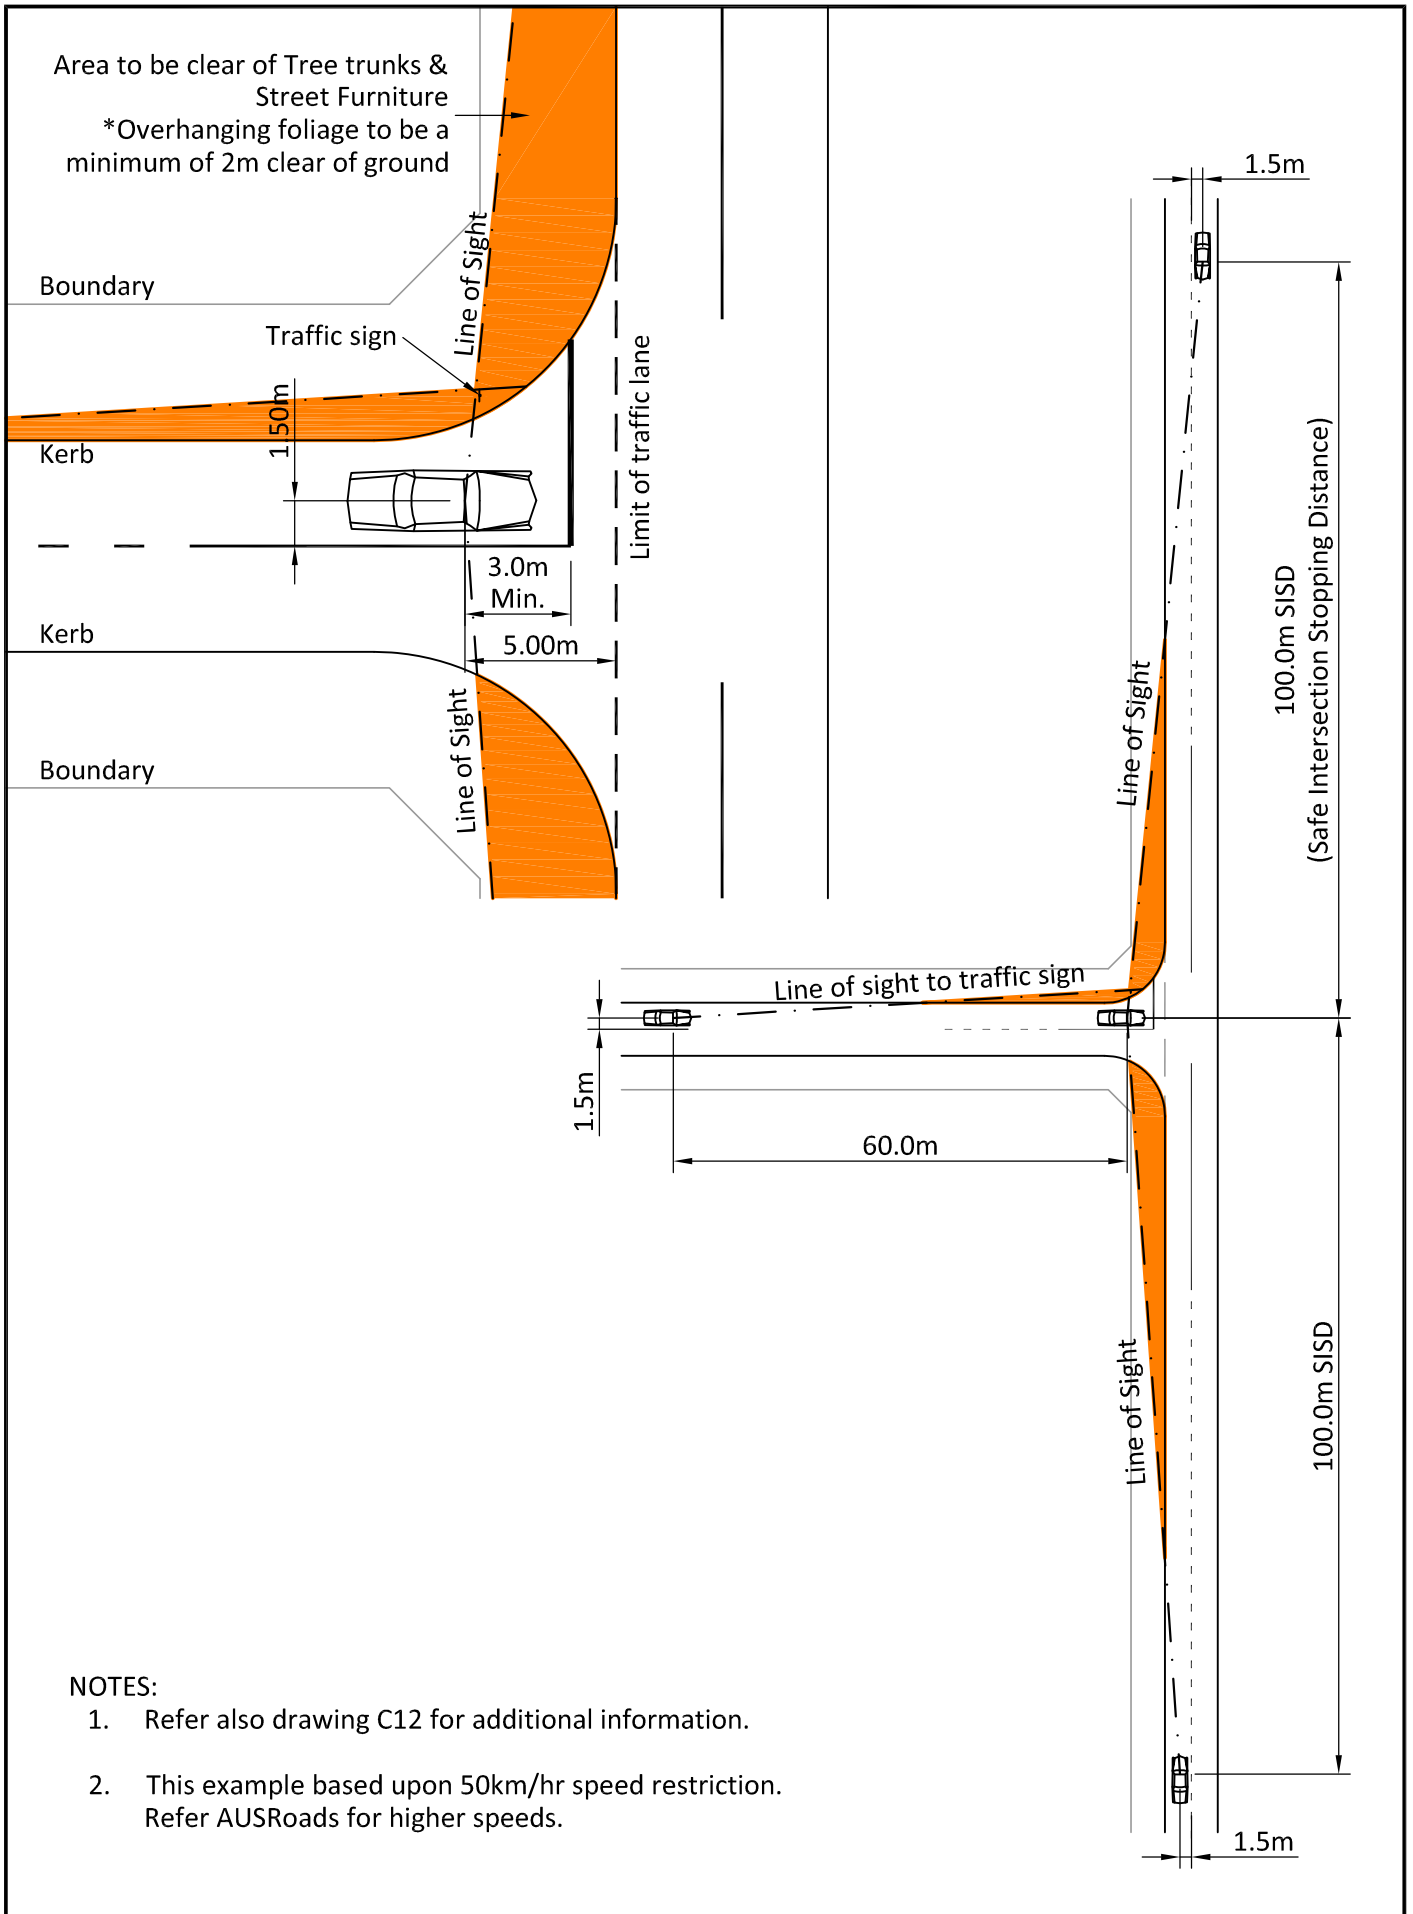 Area to be clear of Tree trunks &
Street Furniture
*Overhanging foliage to be a
minimum of 2m clear of ground
Line of Sight
Boundary
Traffic sign
1.50m
Kerb
Limit of traffic lane
3.0m
Min.
Kerb
5.00m
Line of Sight
Boundary
1.5m
100.0m SISD
(Safe Intersection Stopping Distance)
Line of Sight
Line of sight to traffic sign
1.5m
60.0m
Line of Sight
100.0m SISD
1.5m
NOTES:
1. Refer also drawing C12 for additional information.
2. This example based upon 50km/hr speed restriction.
Refer AUSRoads for higher speeds.